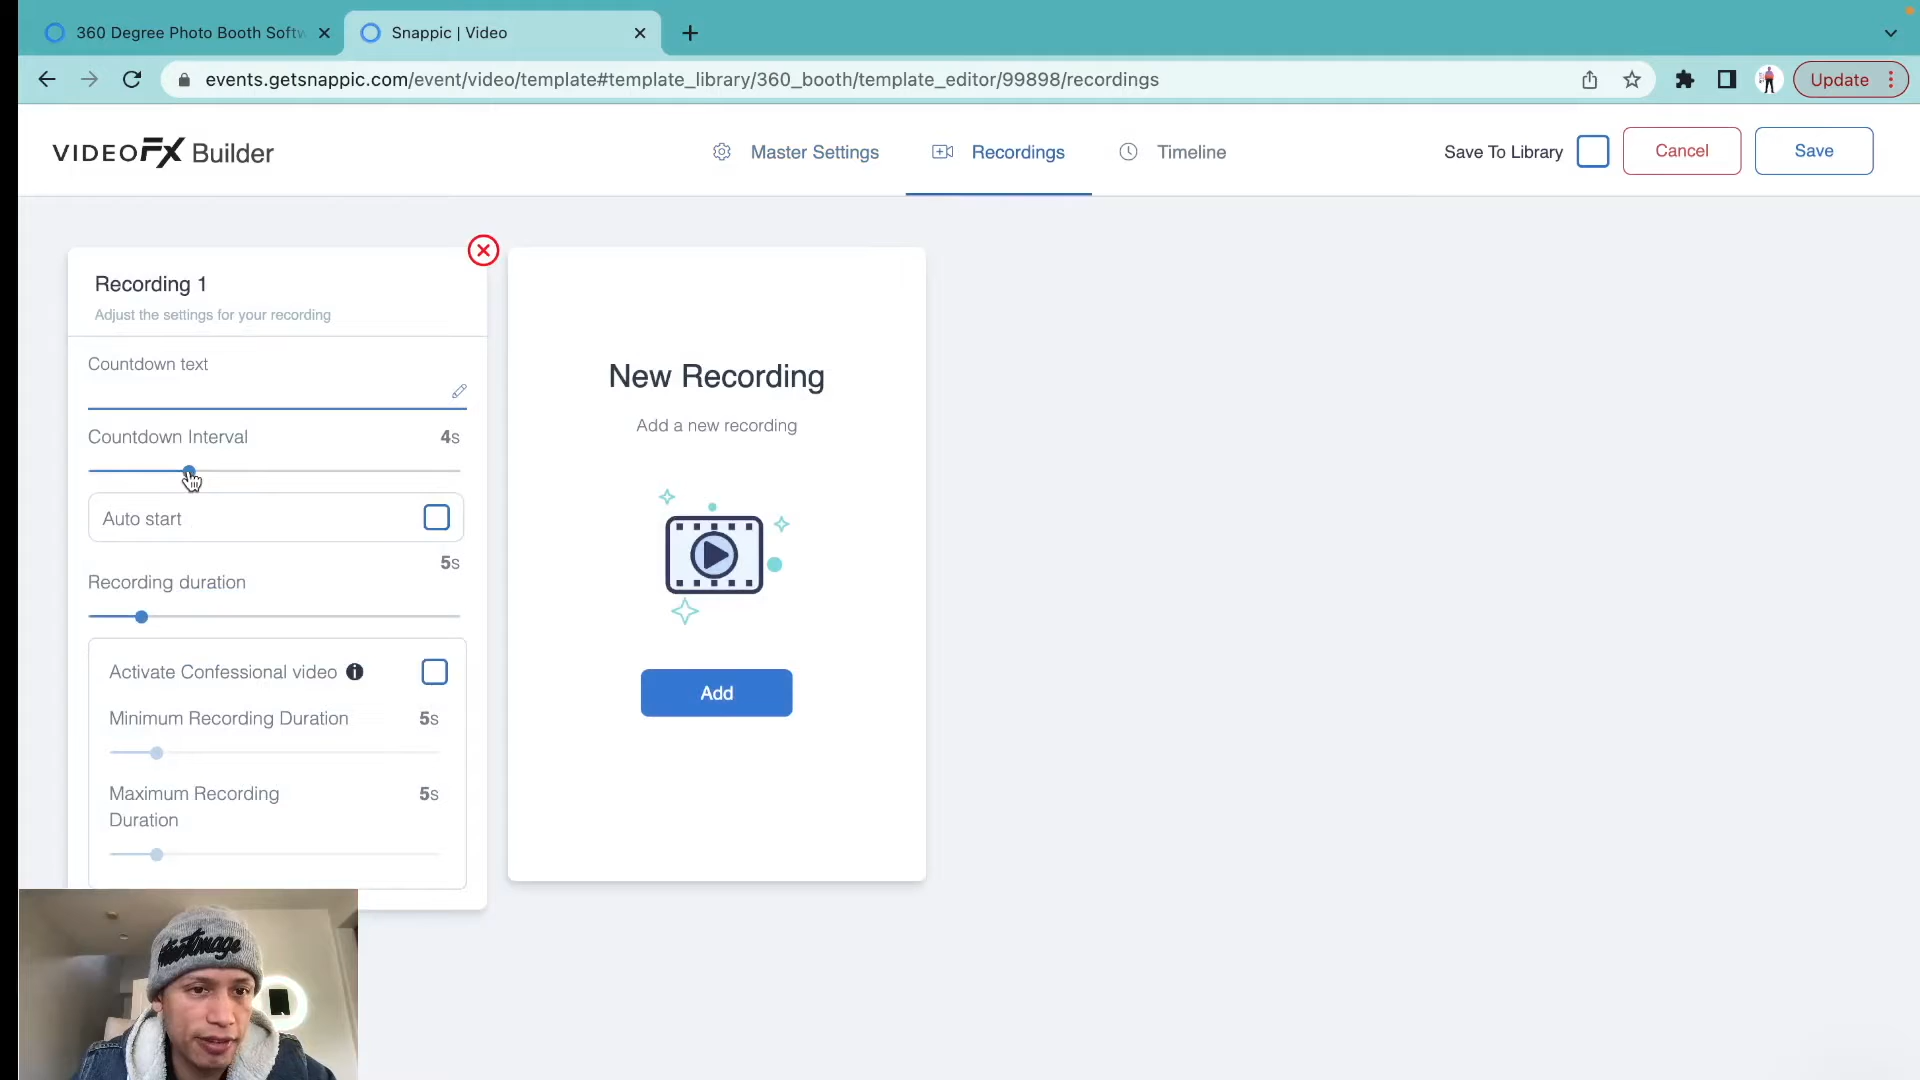 360 Degree Photo Booth Softw
Snappic | Video
events.getsnappic.com/event/video/template#template_library/360_booth/template_editor/99898/recordings
Update
VIDEOFX Builder
Master Settings
Recordings
Timeline
Save To Library
Cancel
Save
Recording 1
Adjust the settings for your recording
Countdown text
Countdown Interval
4s
Auto start
5s
Recording duration
Activate Confessional video
Minimum Recording Duration
5s
Maximum Recording
Duration
5s
New Recording
Add a new recording
Add